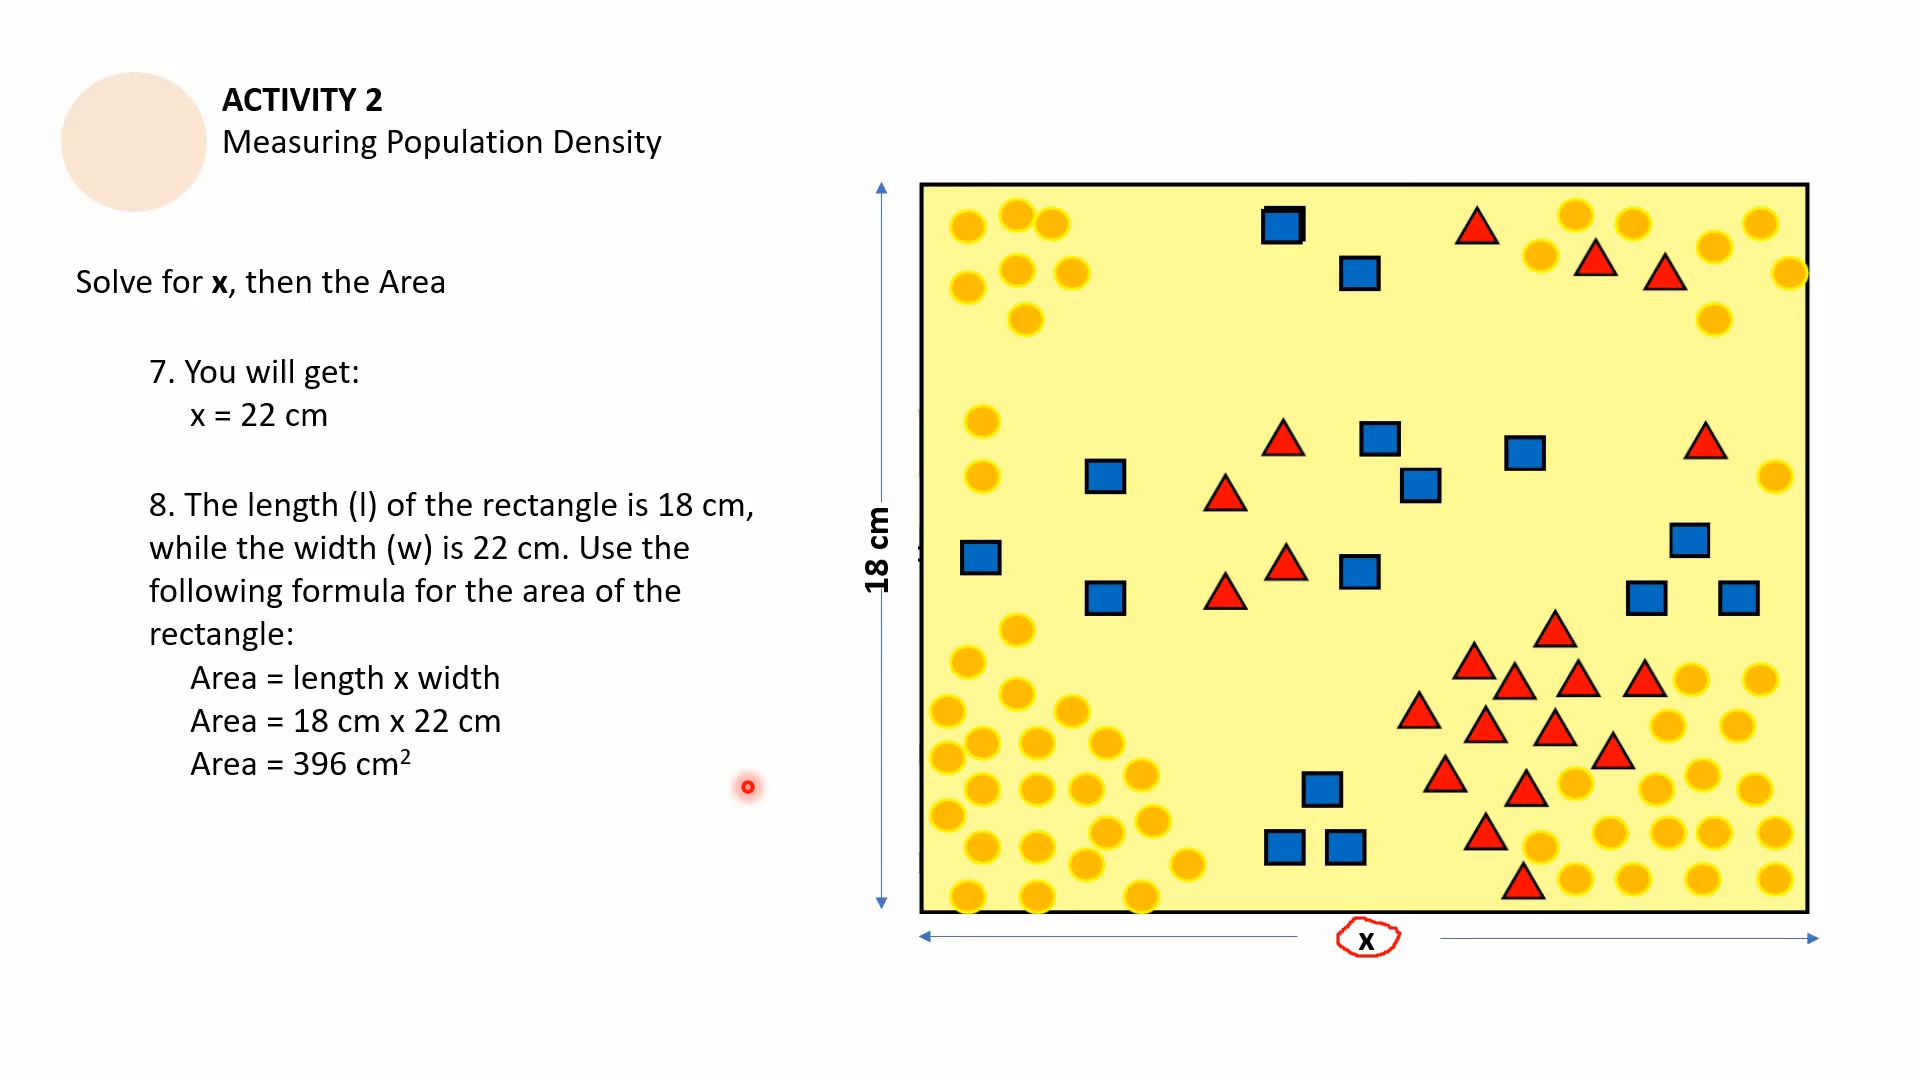 ACTIVITY 2
Measuring Population Density
Solve for x, then the Area
7. You will get:
x = 22 cm
8. The length (l) of the rectangle is 18 cm,
while the width (w) is 22 cm. Use the
following formula for the area of the
rectangle:
Area = length x width
Area = 18 cm x 22 cm
Area = 396 cm²
18 cm
x